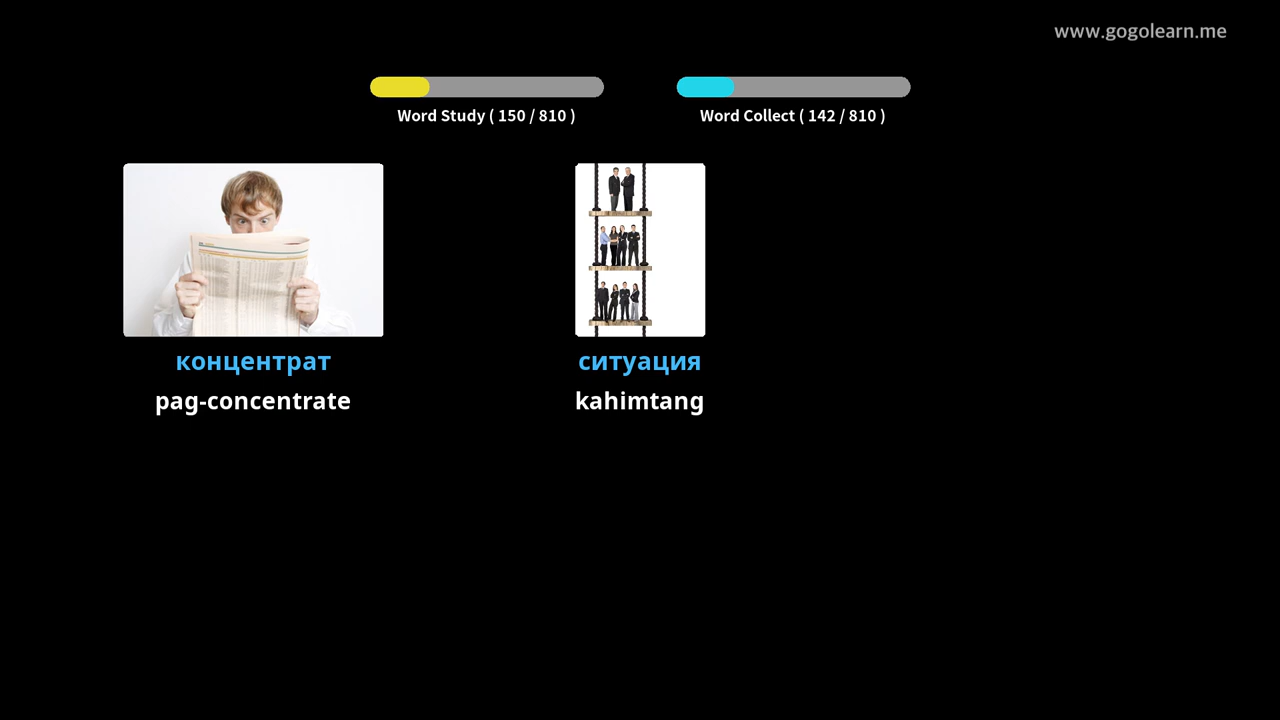 www.gogolearn.me
Word Study ( 150 / 810 )
Word Collect ( 142 / 810 )
концентрат
pag-concentrate
ситуация
kahimtang